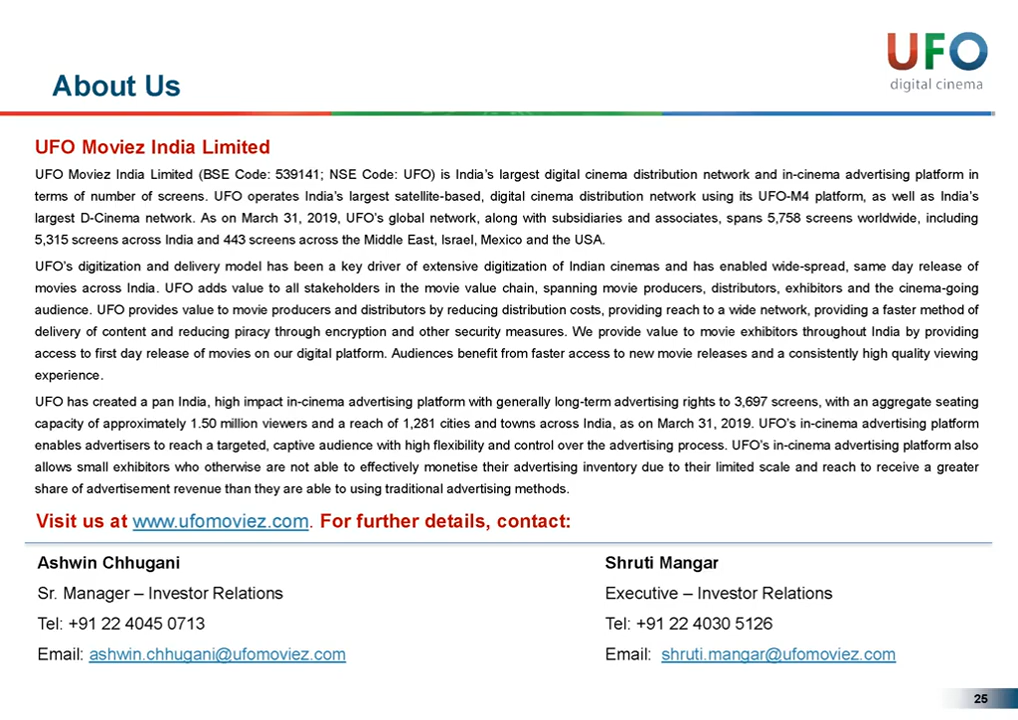 UFO
digital cinema
About Us
UFO Moviez India Limited
UFO Moviez India Limited (BSE Code: 539141; NSE Code: UFO) is India's largest digital cinema distribution network and in-cinema advertising platform in
terms of number of screens. UFO operates India's largest satellite-based, digital cinema distribution network using its UFO-M4 platform, as well as India's
largest D-Cinema network. As on March 31, 2019, UFO's global network, along with subsidiaries and associates, spans 5,758 screens worldwide, including
5,315 screens across India and 443 screens across the Middle East, Israel, Mexico and the USA.
UFO's digitization and delivery model has been a key driver of extensive digitization of Indian cinemas and has enabled wide-spread, same day release of
movies across India. UFO adds value to all stakeholders in the movie value chain, spanning movie producers, distributors, exhibitors and the cinema-going
audience. UFO provides value to movie producers and distributors by reducing distribution costs, providing reach to a wide network, providing a faster method of
delivery of content and reducing piracy through encryption and other security measures. We provide value to movie exhibitors throughout India by providing
access to first day release of movies on our digital platform. Audiences benefit from faster access to new movie releases and a consistently high quality viewing
experience.
UFO has created a pan India, high impact in-cinema advertising platform with generally long-term advertising rights to 3,697 screens, with an aggregate seating
capacity of approximately 1.50 million viewers and a reach of 1,281 cities and towns across India, as on March 31, 2019. UFO's in-cinema advertising platform
enables advertisers to reach a targeted, captive audience with high flexibility and control over the advertising process. UFO's in-cinema advertising platform also
allows small exhibitors who otherwise are not able to effectively monetise their advertising inventory due to their limited scale and reach to receive a greater
share of advertisement revenue than they are able to using traditional advertising methods.
Visit us at www.ufomoviez.com. For further details, contact:
Ashwin Chhugani
Sr. Manager – Investor Relations
Tel: +91 22 4045 0713
Email: ashwin.chhugani@ufomoviez.com
Shruti Mangar
Executive – Investor Relations
Tel: +91 22 4030 5126
Email: shruti.mangar@ufomoviez.com
25